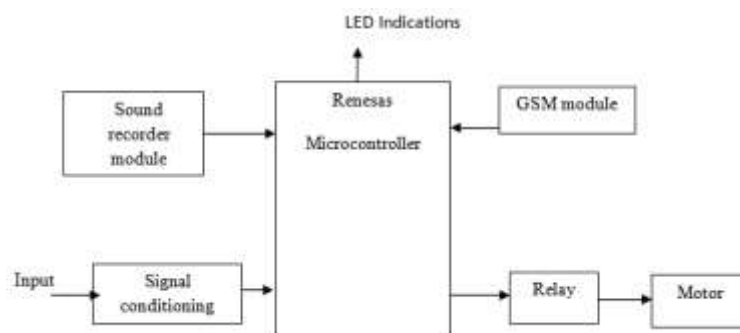 LED Indications
Sound
recorder
module
Renesas
Microcontroller
GSM module
Input
Signal
conditioning
Relay
Motor